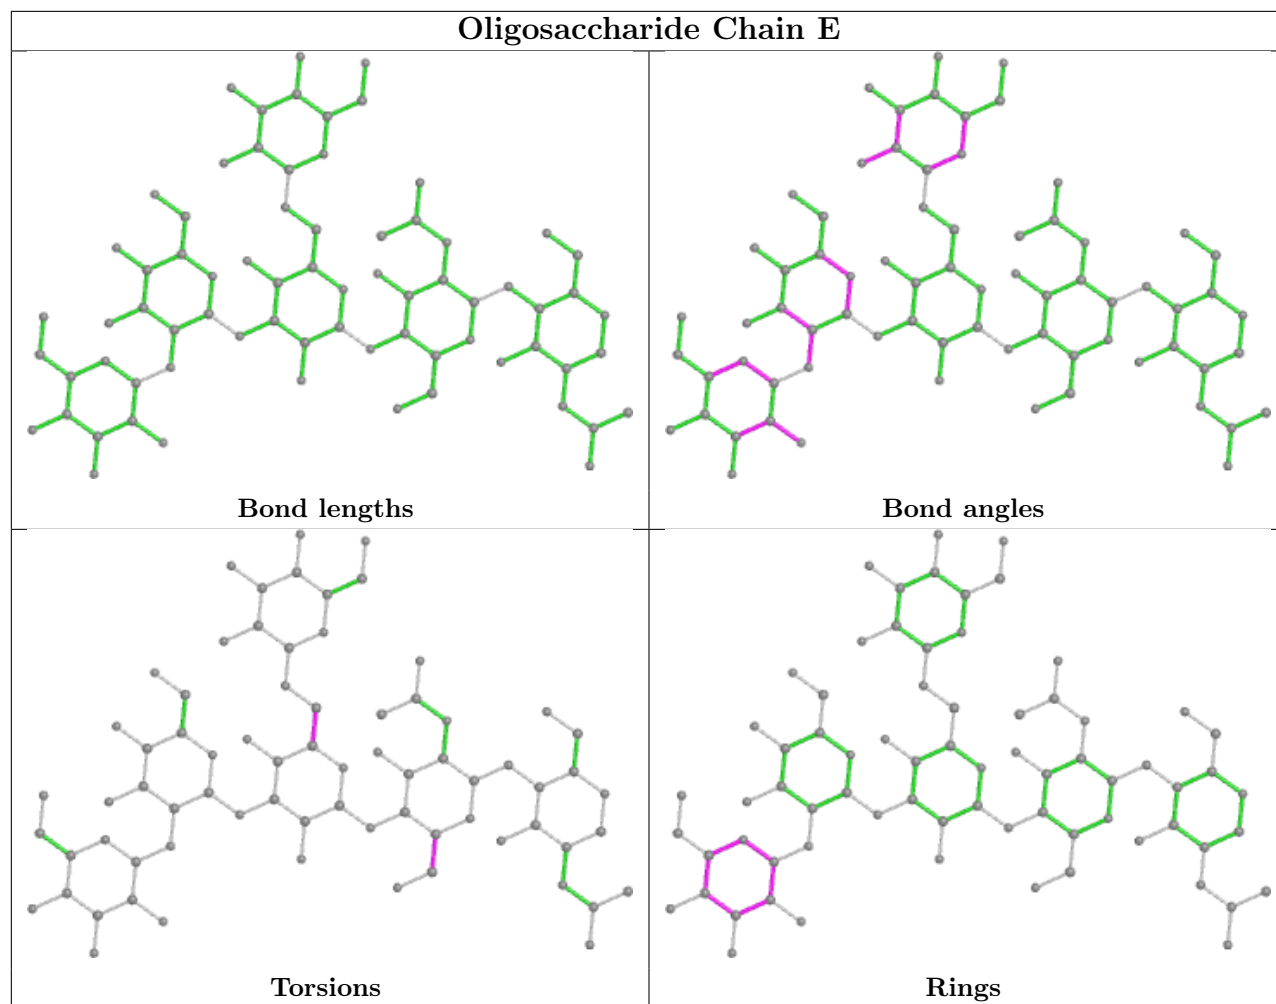 Oligosaccharide Chain E
Bond lengths
Bond angles
Torsions
Rings